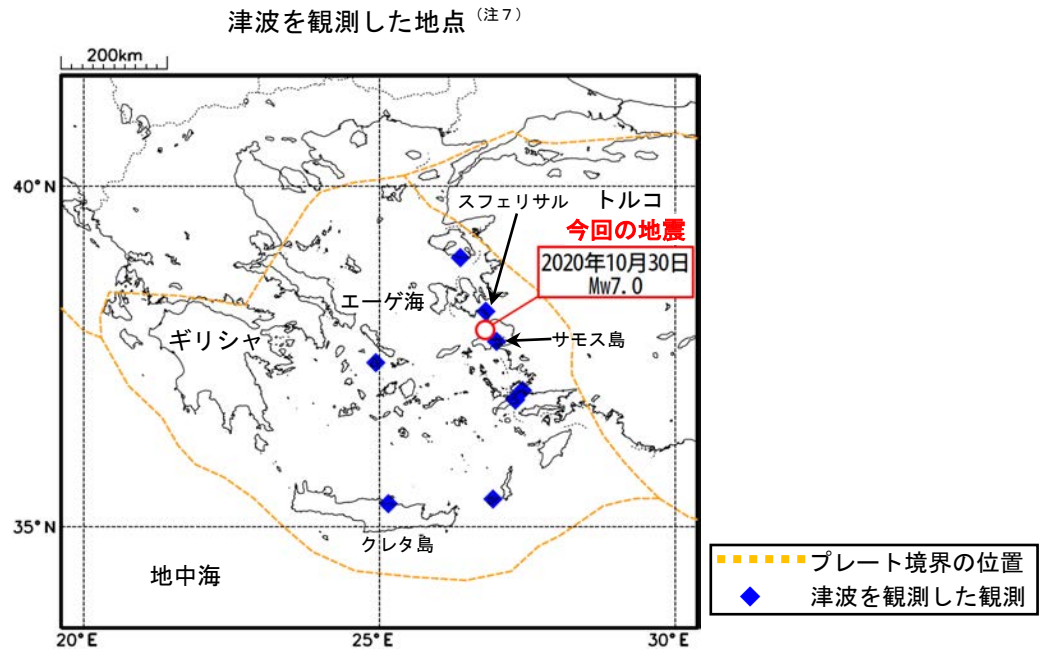 津波を観測した地点（注７）
200km
40°N
スフェリサル
トルコ
今回の地震
2020年10月30日
Mw7.0
エーゲ海
ギリシャ
サモス島
35°N
クレタ島
地中海
プレート境界の位置
津波を観測した観測
20°E
25°E
30°E